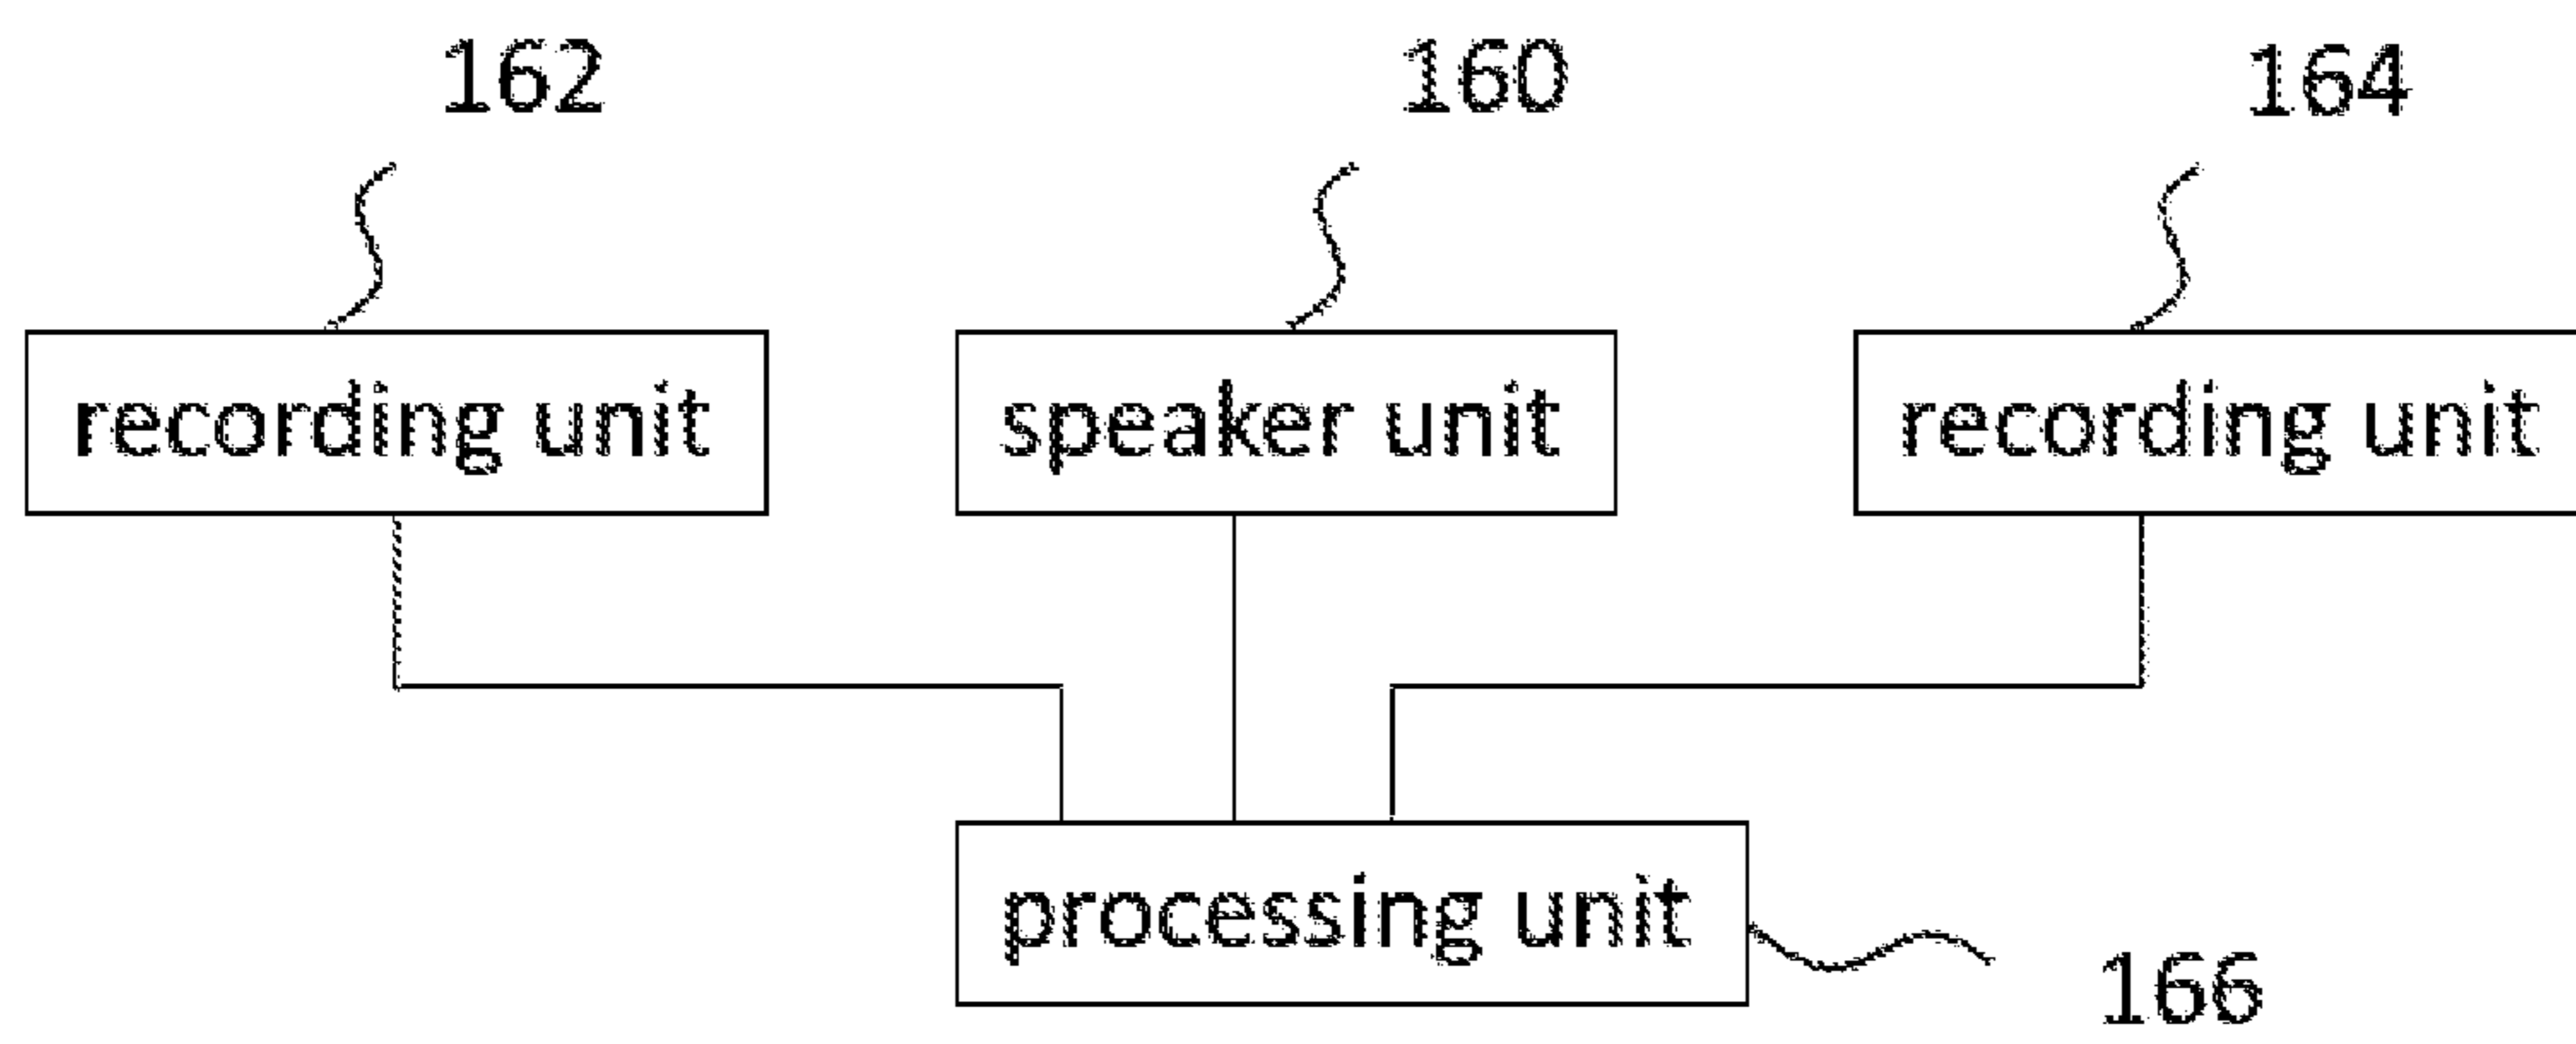 162 160 164
recording unit speaker unit recording unit
processing unit
166